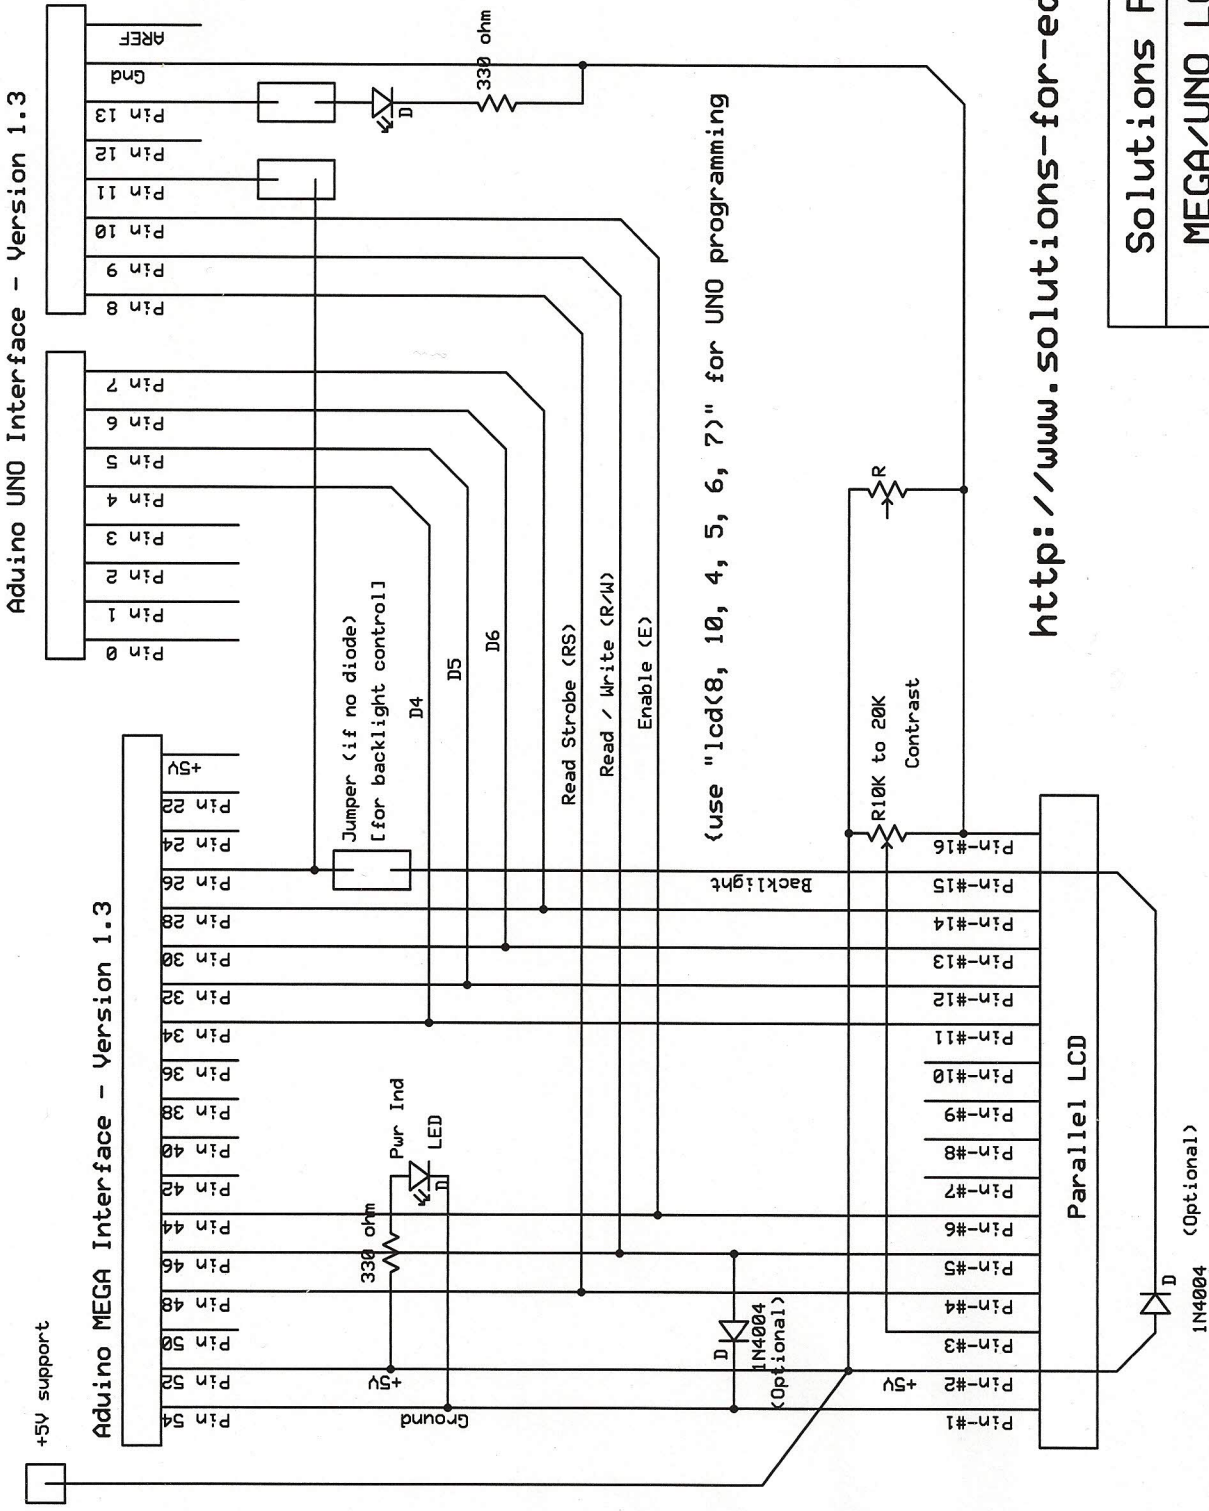 Aduino UNO Interface - Version 1.3
AREF
Gnd
Pin 13
Pin 12
Pin 11
Pin 10
Pin 9
Pin 8
Pin 7
Pin 6
Pin 5
Pin 4
Pin 3
Pin 2
Pin 1
Pin 0
D
330 ohm
Aduino MEGA Interface - Version 1.3
+5V
Pin 22
Pin 24
Pin 26
Pin 28
Pin 30
Pin 32
Pin 34
Pin 36
Pin 38
Pin 40
Pin 42
Pin 44
Pin 46
Pin 48
Pin 50
Pin 52
Pin 54
+5V support
Jumper (if no diode)
[for backlight control]
D4
D5
D6
Read Strobe (RS)
Read / Write (R/W)
Enable (E)
(use "lcd(8, 10, 4, 5, 6, 7)" for UNO programming
Pwr Ind
LED
D
330 ohm
+5V
Ground
Backlight
D
1N4004
(Optional)
R
R10K to 20K
Contrast
+5V
Pin-#16
Pin-#15
Pin-#14
Pin-#13
Pin-#12
Pin-#11
Pin-#10
Pin-#9
Pin-#8
Pin-#7
Pin-#6
Pin-#5
Pin-#4
Pin-#3
Pin-#2
Pin-#1
Parallel LCD
D
1N4004 (Optional)
http://www.solutions-for-ed
Solutions F
MEGA/UNO